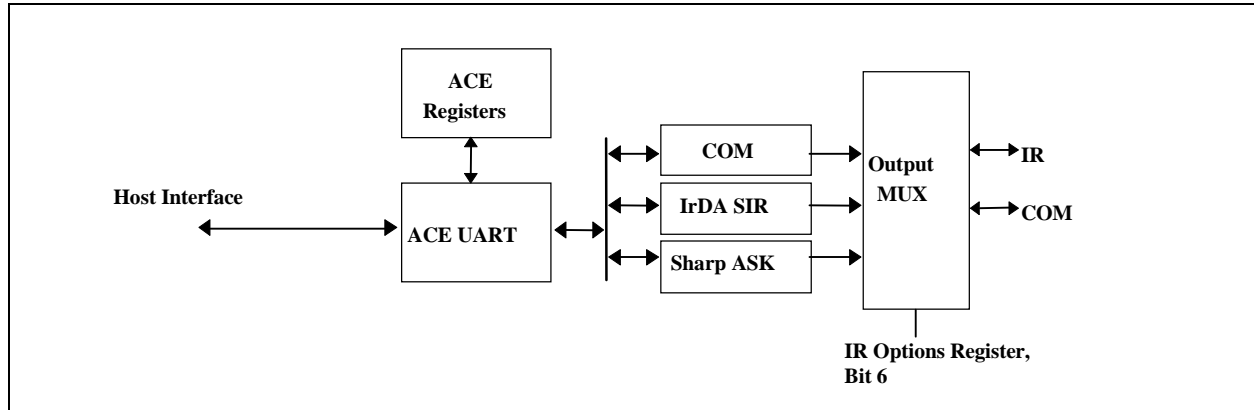 ACE
Registers
Host Interface
ACE UART
COM
IrDA SIR
Sharp ASK
Output
MUX
IR
COM
IR Options Register,
Bit 6